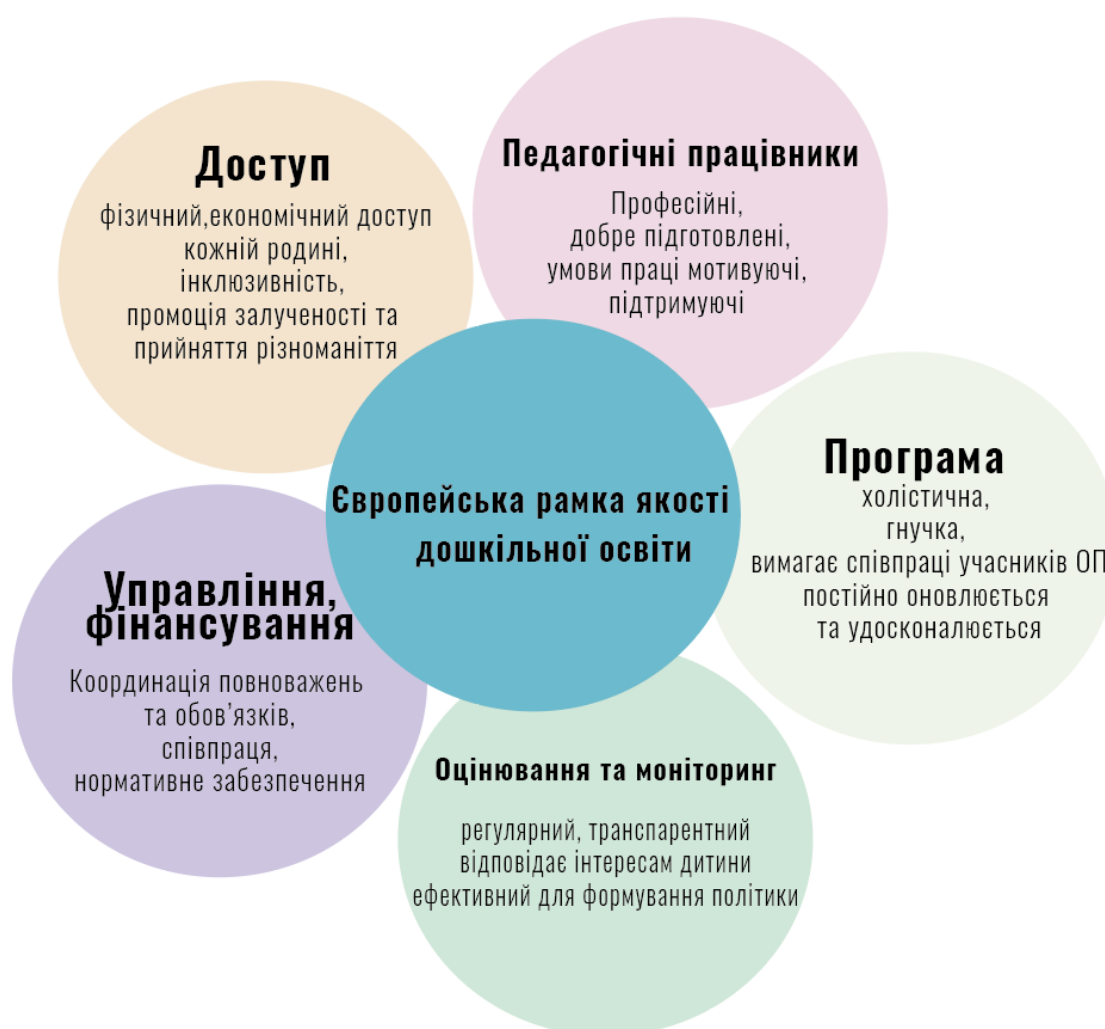 Доступ
фізичний,економічний доступ
кожній родині,
інклюзивність,
промоція залученості та
прийняття різноманіття
Педагогічні працівники
Професійні,
добре підготовлені,
умови праці мотивуючі,
підтримуючі
Європейська рамка якості
дошкільної освіти
Програма
холістична,
гнучка,
вимагає співпраці учасників ОП
постійно оновлюється
та удосконалюється
Управління,
фінансування
Координація повноважень
та обов’язків,
співпраця,
нормативне забезпечення
Оцінювання та моніторинг
регулярний, транспарентний
відповідає інтересам дитини
ефективний для формування політики